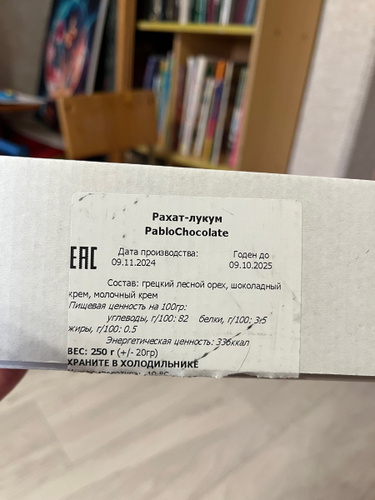 Рахат-лукум
PabloChocolate
EAC
Дата производства: Годен до
09.11.2024 09.10.2025
Состав: грецкий лесной орех, шоколадный
крем, молочный крем
Пищевая ценность на 100гр:
углеводы, г/100: 82 белки, г/100: 3,5
жиры, г/100: 0.5
Энергетическая ценность: 336ккал
ВЕС: 250 г (+/- 20гр)
ХРАНИТЕ В ХОЛОДИЛЬНИКЕ